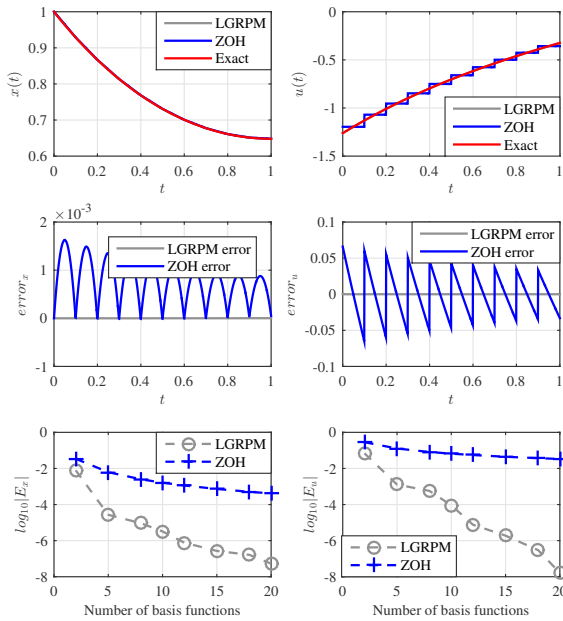 1
0.9
0.8
0.7
0.6
x(t)
0
0.2
0.4
0.6
0.8
1
t
LGRPM
ZOH
Exact
0
-0.5
-1
-1.5
u(t)
0
0.2
0.4
0.6
0.8
1
t
LGRPM
ZOH
Exact
×10⁻³
2
1
0
-1
error_x
0
0.2
0.4
0.6
0.8
1
t
LGRPM error
ZOH error
0.1
0.05
0
-0.05
-0.1
error_u
0
0.2
0.4
0.6
0.8
1
t
LGRPM error
ZOH error
0
-2
-4
-6
-8
log₁₀|E_x|
0
5
10
15
20
Number of basis functions
LGRPM
ZOH
0
-2
-4
-6
-8
log₁₀|E_u|
0
5
10
15
20
Number of basis functions
LGRPM
ZOH